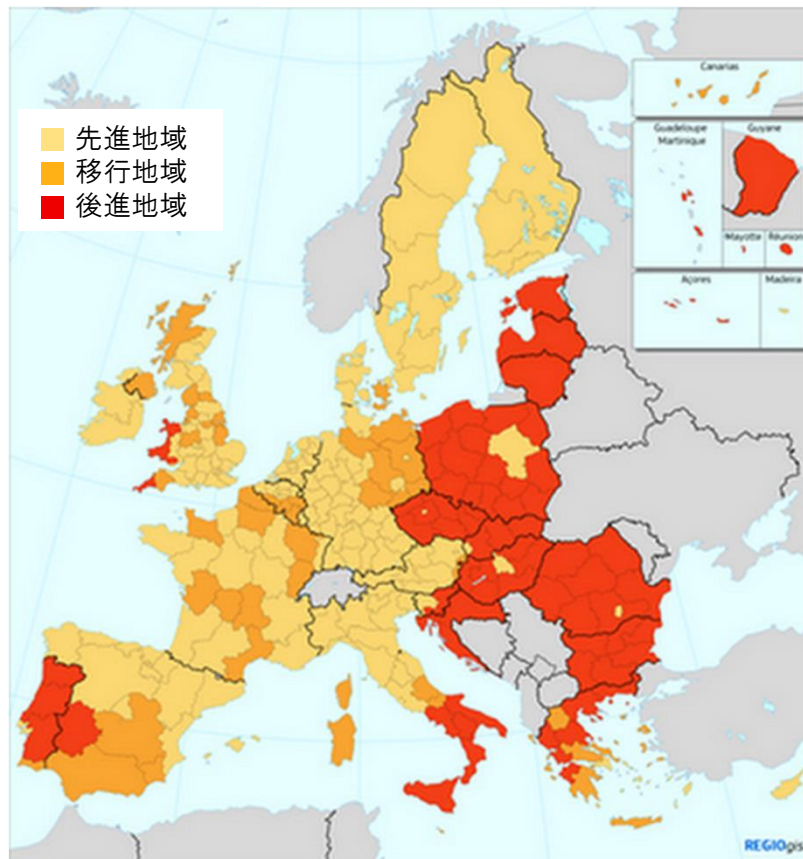 先進地域
移行地域
後進地域
Canarias
Guadeloupe
Martinique
Guyane
Mayotte
Réunion
Açores
Madeira
REGIOgis